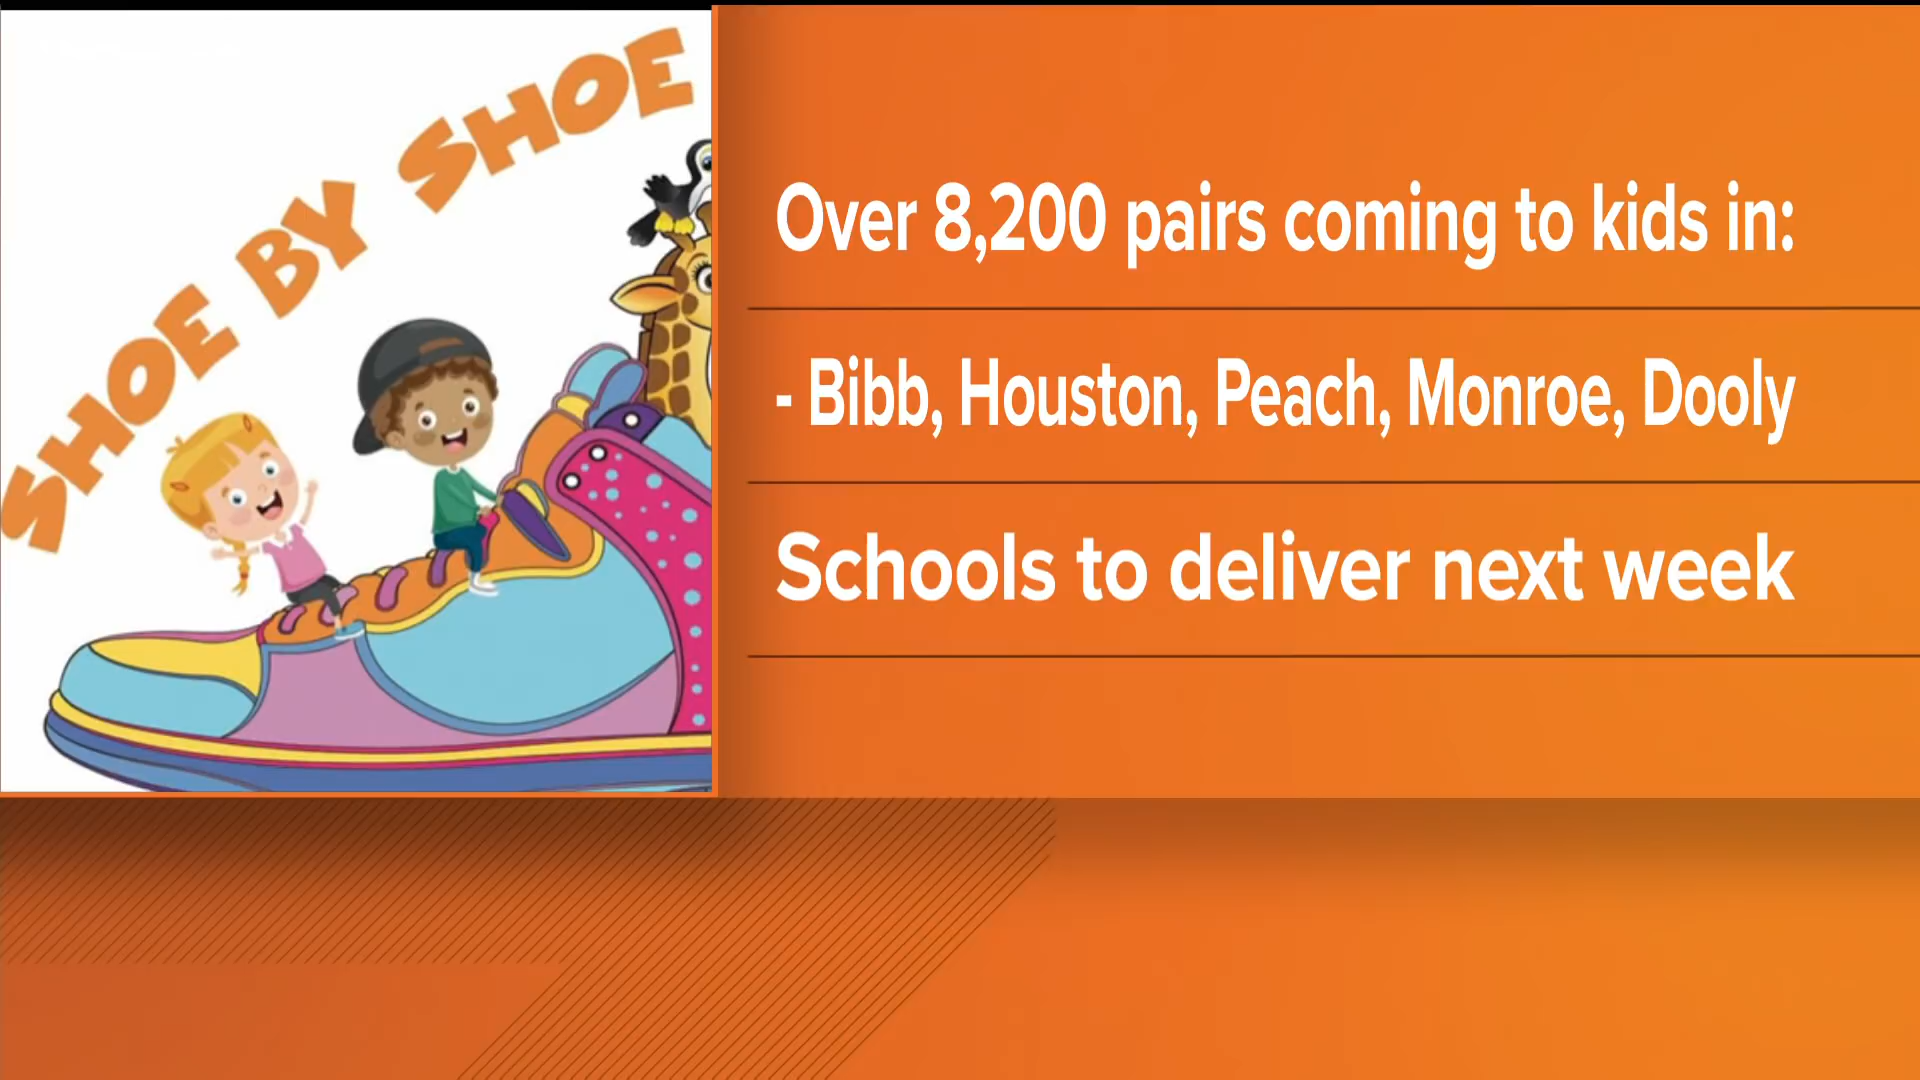 SHOE BY SHOE
Over 8,200 pairs coming to kids in:
- Bibb, Houston, Peach, Monroe, Dooly
Schools to deliver next week